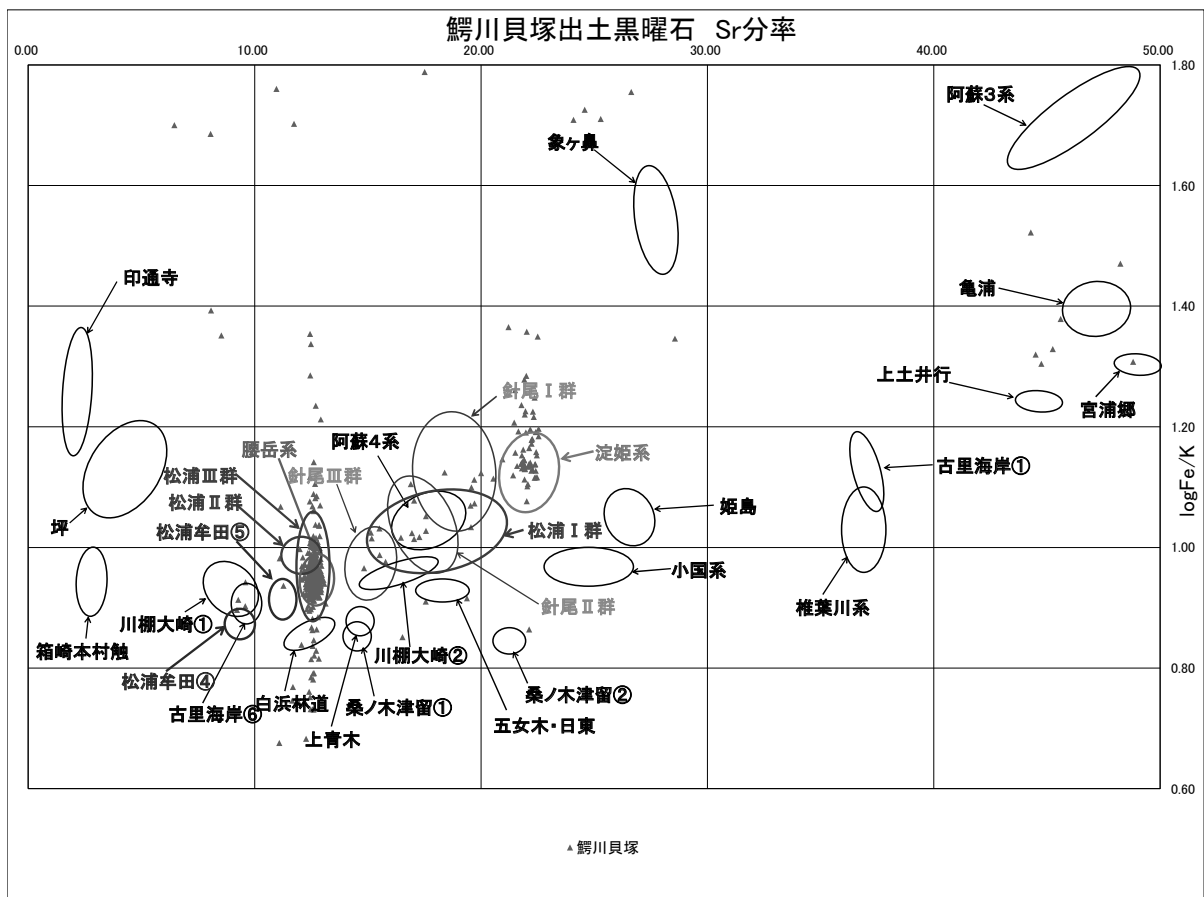 鰐川貝塚出土黒曜石 Sr分率
0.00 10.00 20.00 30.00 40.00 50.00
1.80
阿蘇3系
象ヶ鼻
1.60
印通寺
亀浦
1.40
上土井行
宮浦郷
針尾Ⅰ群
阿蘇4系
腰岳系
針尾Ⅲ群
淀姫系
1.20
松浦Ⅲ群
松浦Ⅱ群
松浦牟田⑤
古里海岸①
坪
姫島
松浦Ⅰ群
1.00
小国系
椎葉川系
針尾Ⅱ群
川棚大崎①
箱崎本村触
川棚大崎②
松浦牟田④
0.80
白浜林道
古里海岸⑥
桑ノ木津留①
桑ノ木津留②
上青木
五女木・日東
0.60
logFe/K
鰐川貝塚